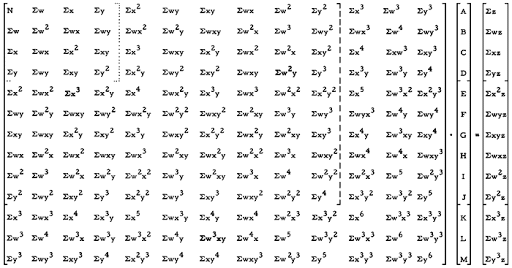 N Σw Σx Σy Σx² Σwy Σxy Σwx Σw² Σy² Σx³ Σw³ Σy³ A Σz
Σw Σw² Σwx Σwy Σwx² Σw²y Σwxy Σw²x Σw³ Σwy² Σwx³ Σw⁴ Σwy³ B Σwz
Σx Σwx Σx² Σxy Σx³ Σwxy Σx²y Σwx² Σw²x Σxy² Σx⁴ Σxw³ Σxy³ C Σxz
Σy Σwy Σxy Σy² Σx²y Σwy² Σxy² Σwxy Σw²y Σy³ Σx³y Σw³y Σy⁴ D Σyz
Σx² Σwx² Σx³ Σx²y Σx⁴ Σwx²y Σx³y Σwx³ Σw²x² Σx²y² Σx⁵ Σw³x² Σx²y³ E Σx²z
Σwy Σw²y Σwxy Σwy² Σwx²y Σw²y² Σwxy² Σw²xy Σw³y Σwy³ Σwyx³ Σw⁴y Σwy⁴ F Σwyz
Σxy Σwxy Σx²y Σxy² Σx³y Σwxy² Σx²y² Σwx²y Σw²xy Σxy³ Σx⁴y Σw³xy Σxy⁴ · G = Σxyz
Σwx Σw²x Σwx² Σwxy Σwx³ Σw²xy Σwx²y Σw²x² Σw³x Σwxy² Σwx⁴ Σw⁴x Σwxy³ H Σwxz
Σw² Σw³ Σw²x Σw²y Σw²x² Σw³y Σw²xy Σw³x Σw⁴ Σw²y² Σw²x³ Σw⁵ Σw²y³ I Σw²z
Σy² Σwy² Σxy² Σy³ Σx²y² Σwy³ Σxy³ Σwxy² Σw²y² Σy⁴ Σx³y² Σw³y² Σy⁵ J Σy²z
Σx³ Σwx³ Σx⁴ Σx³y Σx⁵ Σwx³y Σx⁴y Σwx⁴ Σw²x³ Σx³y² Σx⁶ Σw³x³ Σx³y³ K Σx³z
Σw³ Σw⁴ Σw³x Σw³y Σw³x² Σw⁴y Σw³xy Σw⁴x Σw⁵ Σw³y² Σw³x³ Σw⁶ Σw³y³ L Σw³z
Σy³ Σwy³ Σxy³ Σy⁴ Σx²y³ Σwy⁴ Σxy⁴ Σwxy³ Σw²y³ Σy⁵ Σx³y³ Σw³y³ Σy⁶ M Σy³z